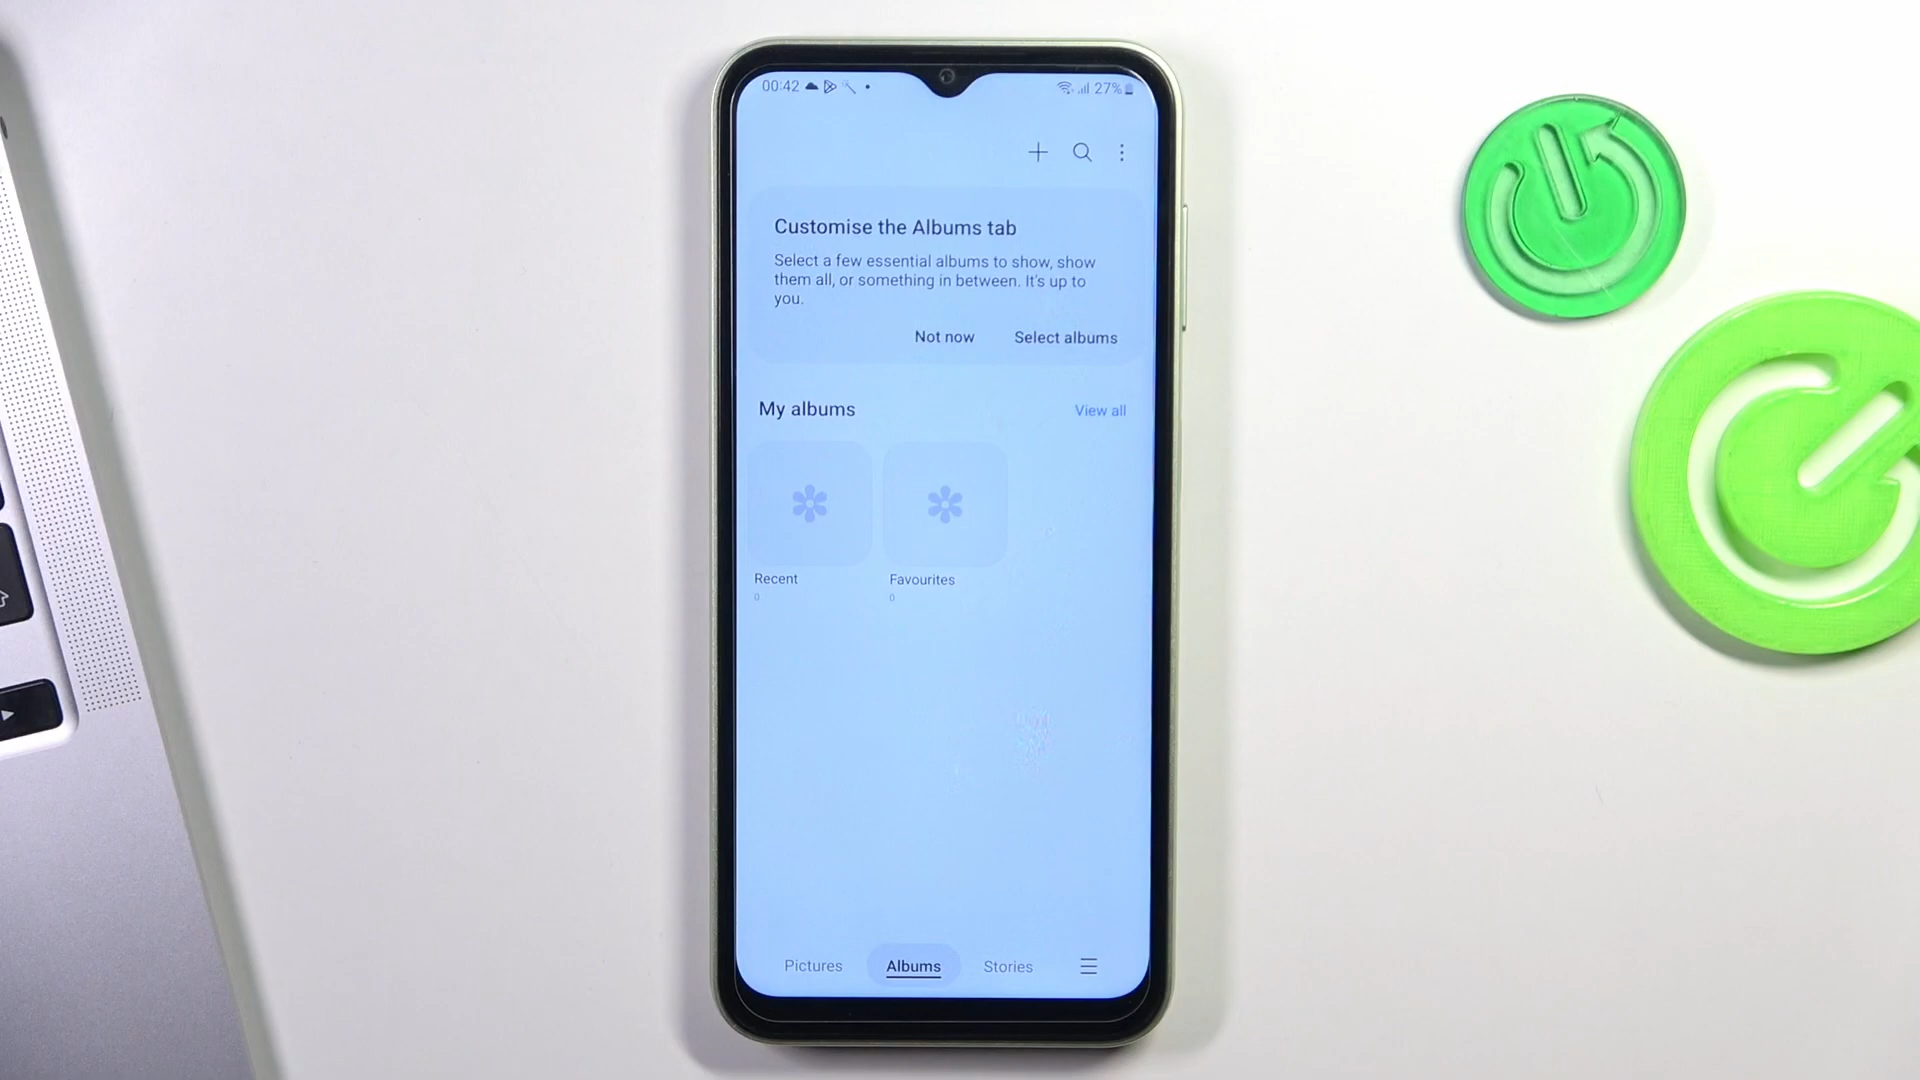 00:42
27%
Customise the Albums tab
Select a few essential albums to show, show
them all, or something in between. It's up to
you.
Not now
Select albums
My albums
View all
Recent
Favourites
0
0
Pictures
Albums
Stories